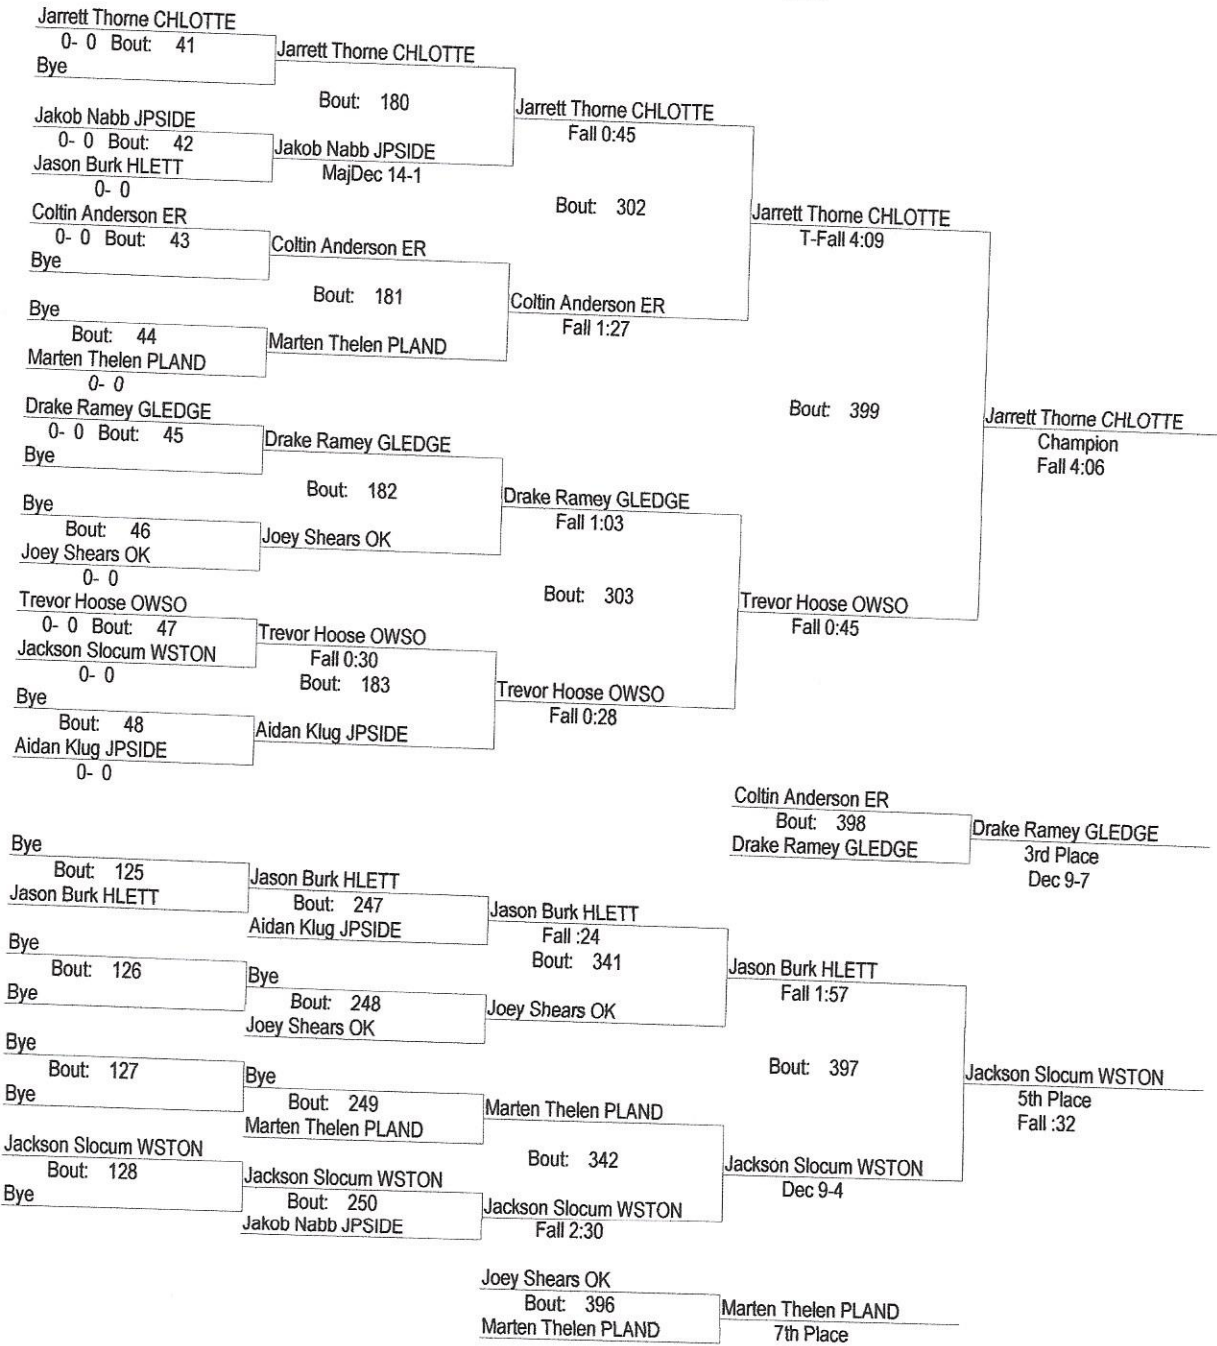 Jarrett Thorne CHLOTTE
0- 0 Bout: 41
Bye
Jarrett Thorne CHLOTTE
Bout: 180
Jakob Nabb JPSIDE
0- 0 Bout: 42
Jason Burk HLETT
0- 0
Jakob Nabb JPSIDE
MajDec 14-1
Jarrett Thorne CHLOTTE
Fall 0:45
Bout: 302
Coltin Anderson ER
0- 0 Bout: 43
Bye
Coltin Anderson ER
Bout: 181
Bye
Bout: 44
Marten Thelen PLAND
0- 0
Marten Thelen PLAND
Coltin Anderson ER
Fall 1:27
Jarrett Thorne CHLOTTE
T-Fall 4:09
Bout: 399
Drake Ramey GLEDGE
0- 0 Bout: 45
Bye
Drake Ramey GLEDGE
Bout: 182
Bye
Bout: 46
Joey Shears OK
0- 0
Joey Shears OK
Drake Ramey GLEDGE
Fall 1:03
Bout: 303
Trevor Hoose OWSO
0- 0 Bout: 47
Jackson Slocum WSTON
0- 0
Trevor Hoose OWSO
Fall 0:30
Bout: 183
Bye
Bout: 48
Aidan Klug JPSIDE
0- 0
Aidan Klug JPSIDE
Trevor Hoose OWSO
Fall 0:28
Trevor Hoose OWSO
Fall 0:45
Jarrett Thorne CHLOTTE
Champion
Fall 4:06
Coltin Anderson ER
Bout: 398
Drake Ramey GLEDGE
Drake Ramey GLEDGE
3rd Place
Dec 9-7
Bye
Bout: 125
Jason Burk HLETT
Jason Burk HLETT
Bout: 247
Aidan Klug JPSIDE
Jason Burk HLETT
Fall :24
Bout: 341
Bye
Bout: 126
Bye
Bye
Bout: 248
Joey Shears OK
Joey Shears OK
Jason Burk HLETT
Fall 1:57
Bout: 397
Bye
Bout: 127
Bye
Bye
Bout: 249
Marten Thelen PLAND
Marten Thelen PLAND
Bout: 342
Jackson Slocum WSTON
Bout: 128
Bye
Jackson Slocum WSTON
Bout: 250
Jakob Nabb JPSIDE
Jackson Slocum WSTON
Fall 2:30
Jackson Slocum WSTON
Dec 9-4
Jackson Slocum WSTON
5th Place
Fall :32
Joey Shears OK
Bout: 396
Marten Thelen PLAND
Marten Thelen PLAND
7th Place